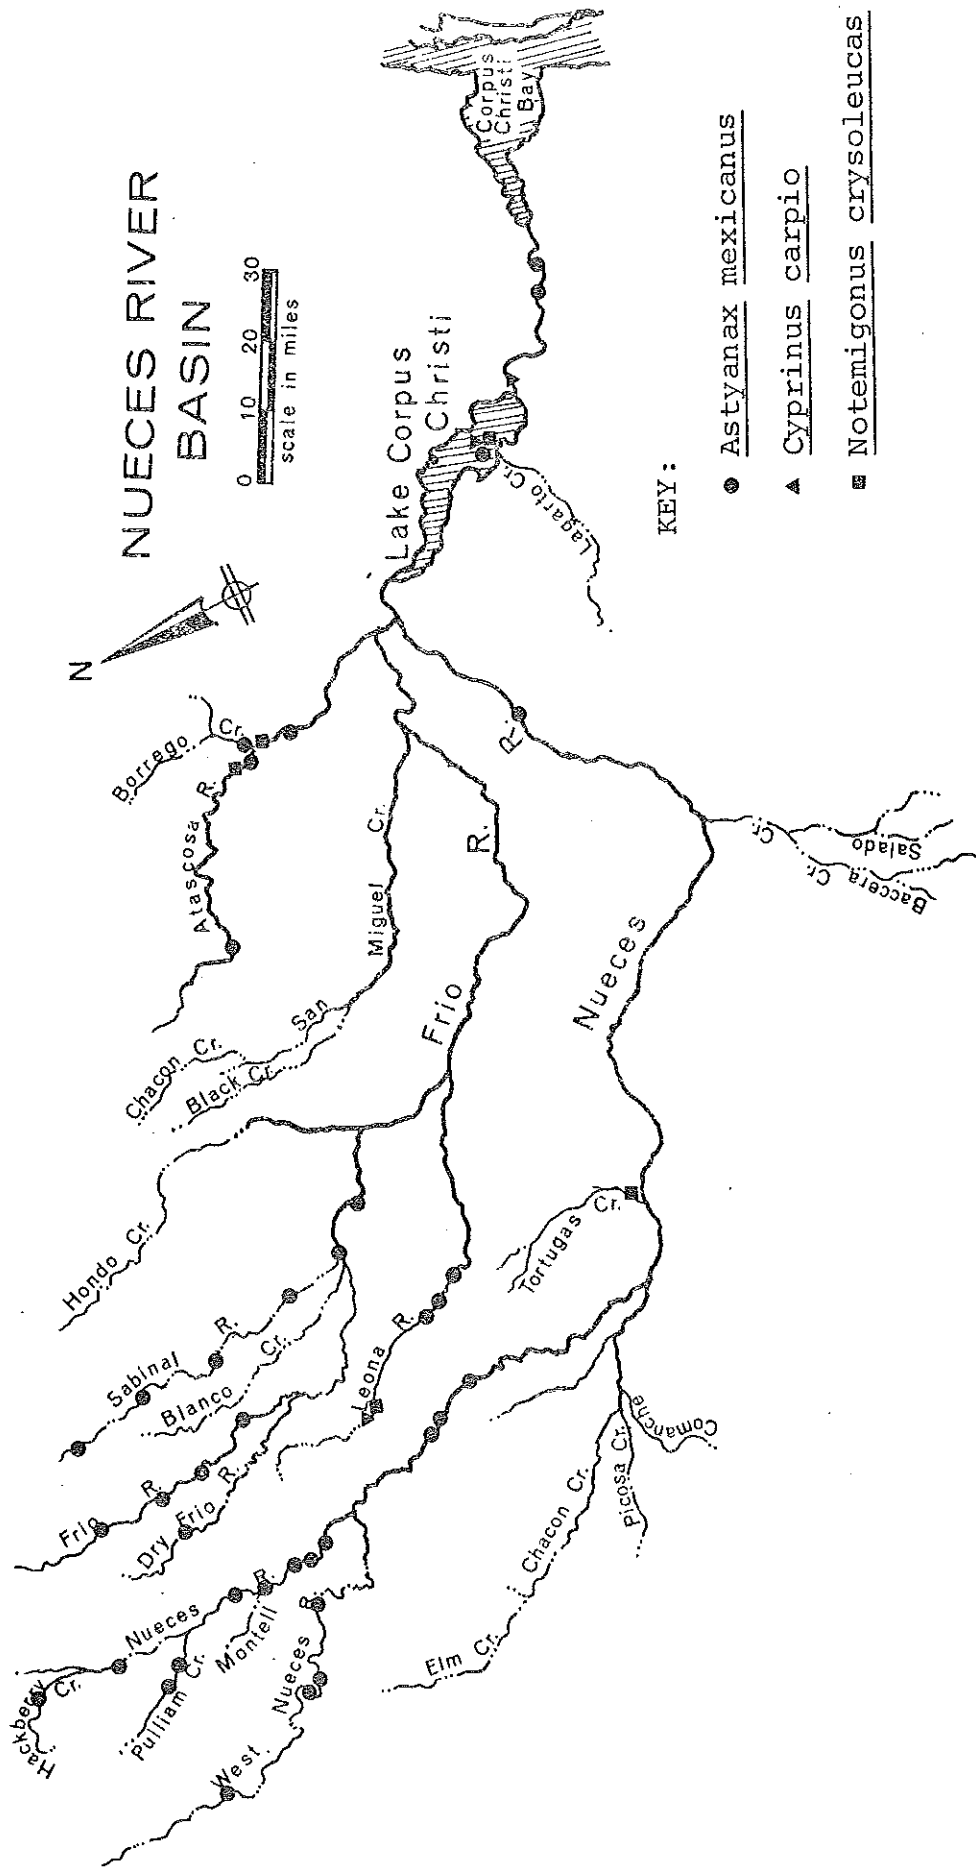 NUECES RIVER
BASIN
0 10 20 30
scale in miles
N
Corpus
Christi
Bay
Lake Corpus
Christi
Lagarto Cr.
KEY:
Astyanax mexicanus
Cyprinus carpio
Notemigonus crysoleucas
Borrego Cr.
Atascosa R.
San Miguel Cr.
Chacon Cr.
Black Cr.
Frio R.
Nueces R.
Salado Cr.
Baccera Cr.
Hondo Cr.
Sabinal R.
Blanco Cr.
Leona R.
Tortugas Cr.
Frio R.
Dry Frio R.
Comanche
Picosa Cr.
Chacon Cr.
Elm Cr.
Nueces R.
Montell
Pulliam Cr.
Hackberry Cr.
West Nueces R.